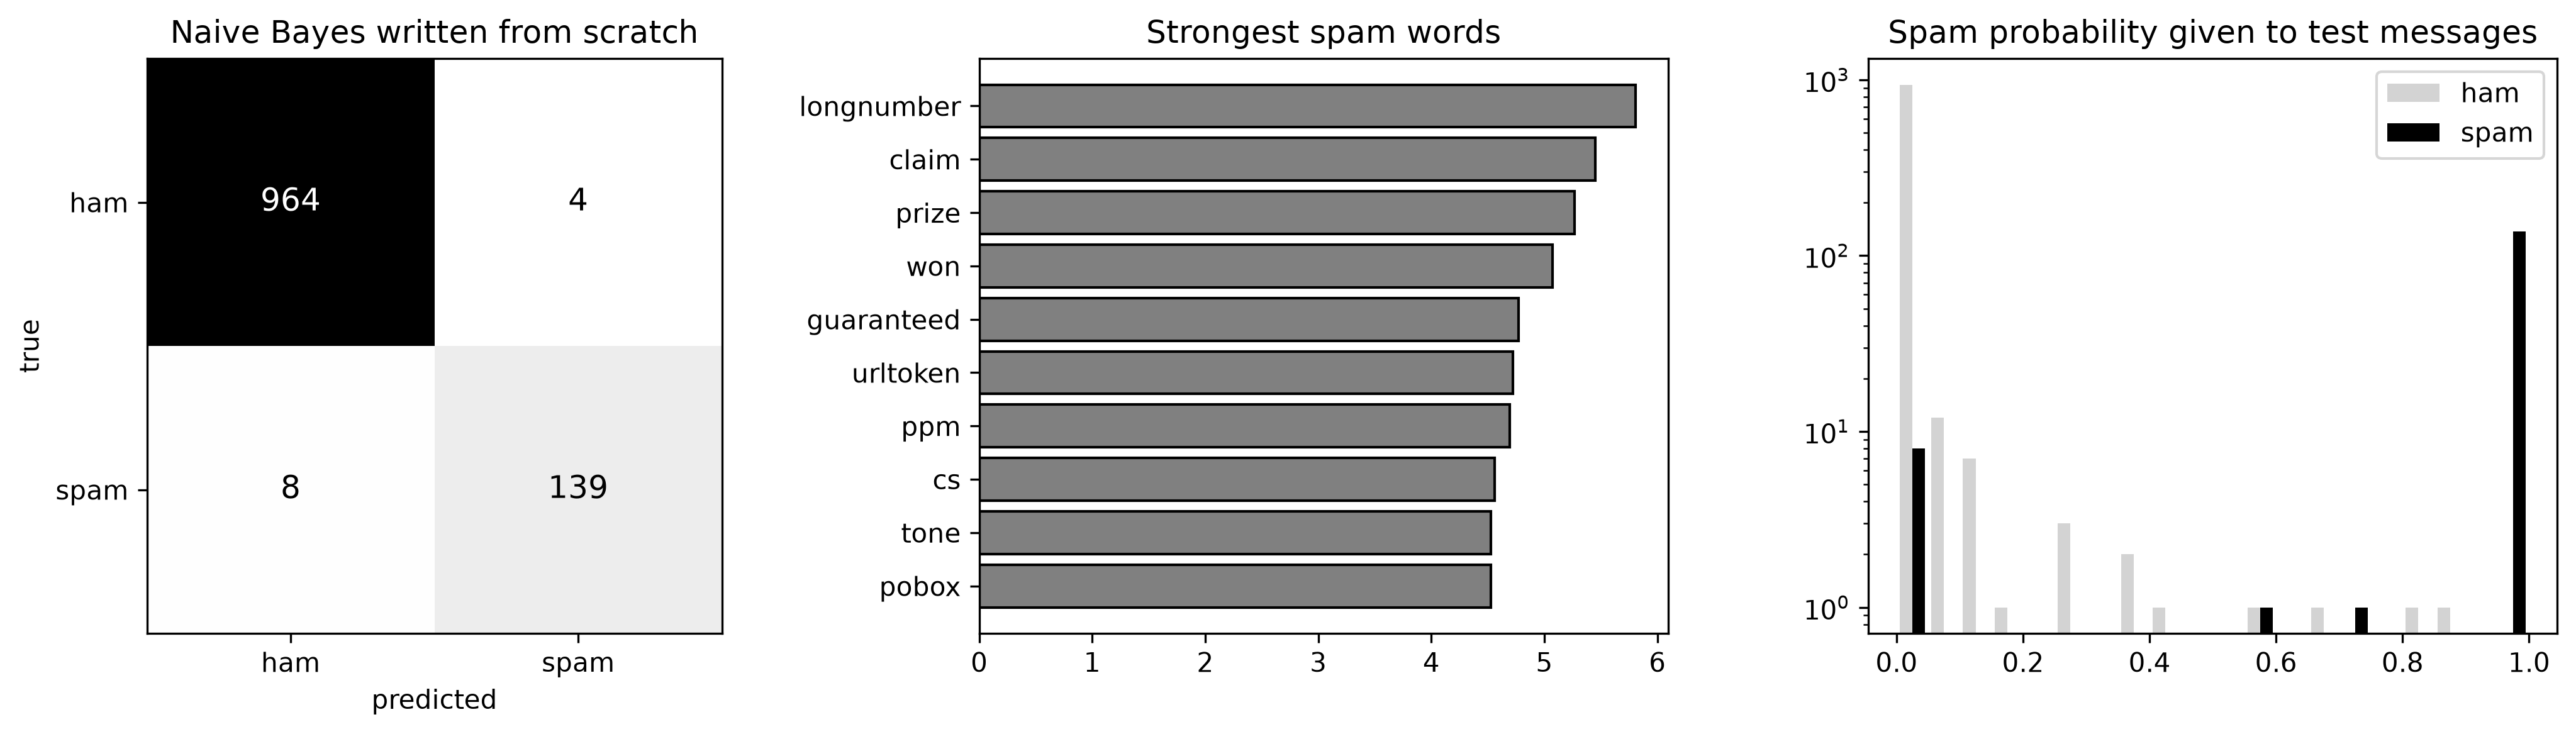 Naive Bayes written from scratch
true
ham
spam
964
4
8
139
ham
spam
predicted
Strongest spam words
longnumber
claim
prize
won
guaranteed
urltoken
ppm
cs
tone
pobox
0 1 2 3 4 5 6
Spam probability given to test messages
ham
spam
10³
10²
10¹
10⁰
0.0 0.2 0.4 0.6 0.8 1.0